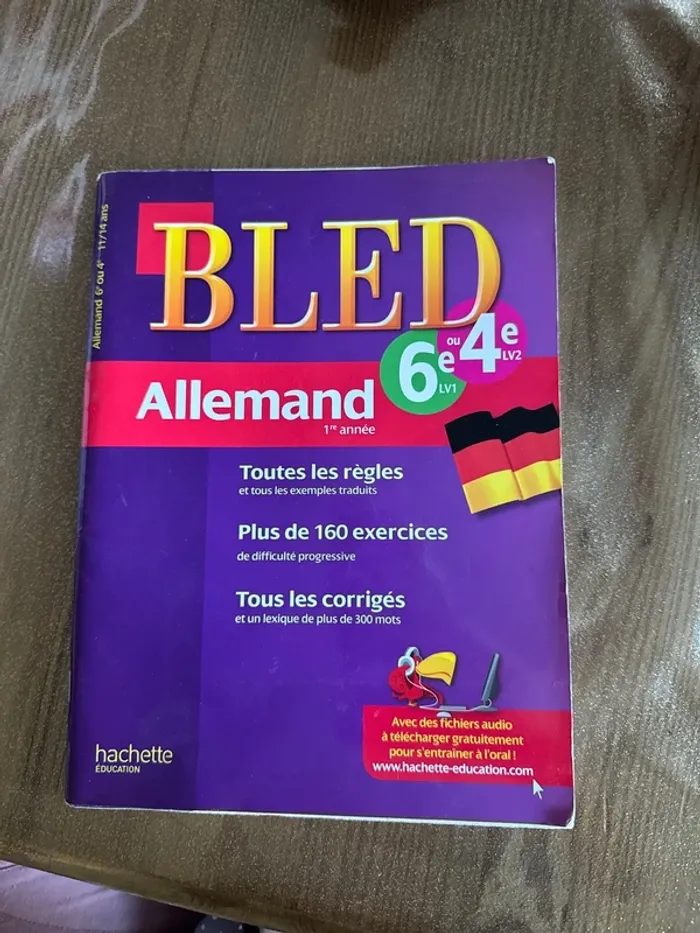 Allemand 6e ou 4e 11/14 ans
BLED
6e LV1 ou 4e LV2
Allemand
1re année
Toutes les règles
et tous les exemples traduits
Plus de 160 exercices
de difficulté progressive
Tous les corrigés
et un lexique de plus de 300 mots
Avec des fichiers audio
à télécharger gratuitement
pour s'entraîner à l'oral !
www.hachette-education.com
hachette
ÉDUCATION